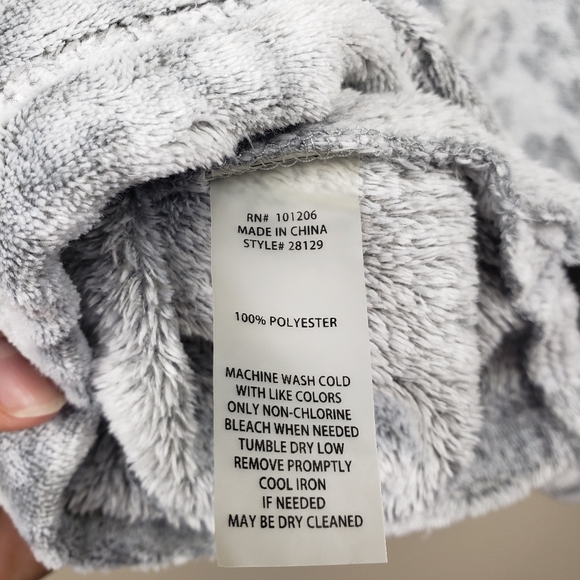 RN# 101206
MADE IN CHINA
STYLE# 28129
100% POLYESTER
MACHINE WASH COLD
WITH LIKE COLORS
ONLY NON-CHLORINE
BLEACH WHEN NEEDED
TUMBLE DRY LOW
REMOVE PROMPTLY
COOL IRON
IF NEEDED
MAY BE DRY CLEANED